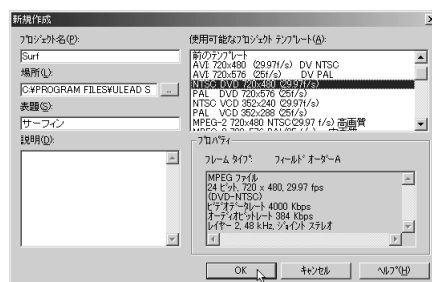 新規作成
ﾌﾟﾛｼﾞｪｸﾄ名(P):
Surf
場所(L):
C:¥PROGRAM FILES¥ULEAD S
...
表題(S):
サーフィン
説明(D):
使用可能なﾌﾟﾛｼﾞｪｸﾄ ﾃﾝﾌﾟﾚｰﾄ(A):
前のﾃﾝﾌﾟﾚｰﾄ
AVI 720x480 (29.97f/s) DV NTSC
AVI 720x576 (25f/s) DV PAL
NTSC DVD 720x480 (29.97f/s)
PAL DVD 720x576 (25f/s)
NTSC VCD 352x240 (29.97f/s)
PAL VCD 352x288 (25f/s)
MPEG-2 720x480 NTSC(29.97 f/s) 高画質
ﾌﾟﾛﾊﾟﾃｨｰ
ﾌﾚｰﾑ ﾀｲﾌﾟ: ﾌｨｰﾙﾄﾞ ｵｰﾀﾞｰA
MPEG ﾌｧｲﾙ
24 ﾋﾞｯﾄ, 720 x 480, 29.97 fps
(DVD-NTSC)
ﾋﾞﾃﾞｵﾃﾞｰﾀﾚｰﾄ 4000 Kbps
ｵｰﾃﾞｨｵﾋﾞｯﾄﾚｰﾄ 384 Kbps
ﾚｲﾔｰ 2, 48 kHz, ｼﾞｮｲﾝﾄ ｽﾃﾚｵ
OK
ｷｬﾝｾﾙ
ﾍﾙﾌﾟ(H)